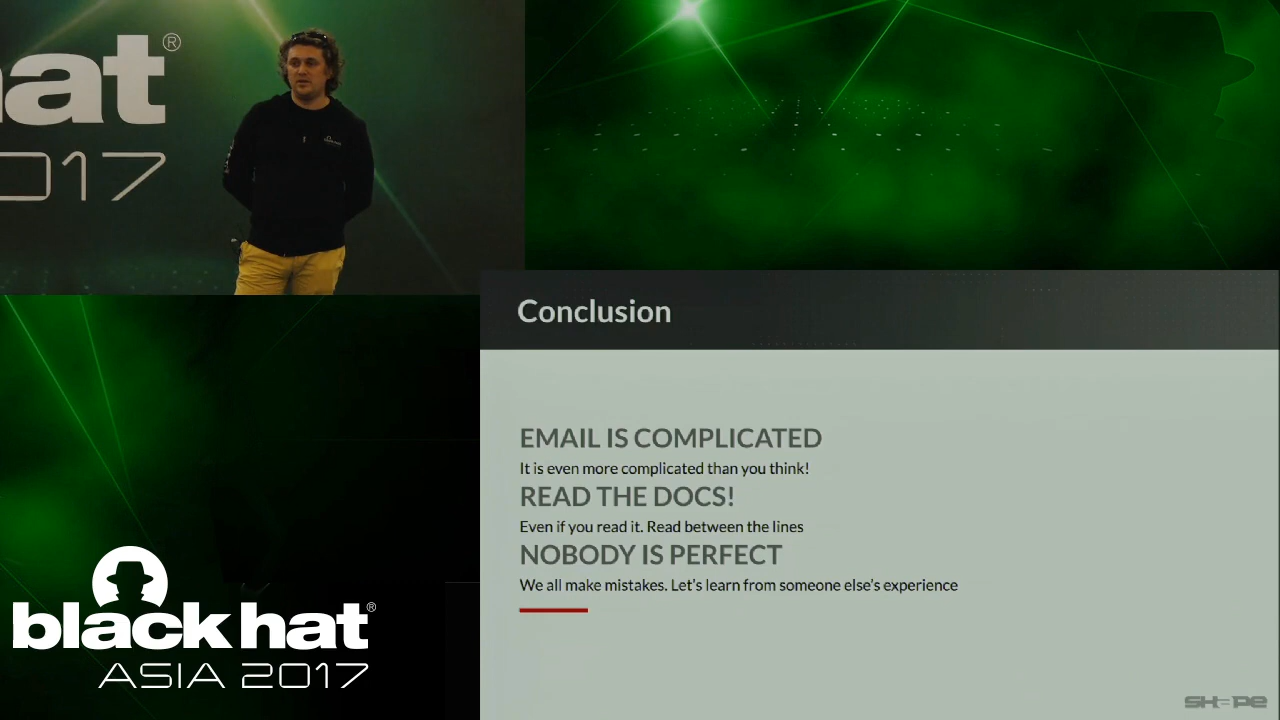 hat®
2017
Conclusion
EMAIL IS COMPLICATED
It is even more complicated than you think!
READ THE DOCS!
Even if you read it. Read between the lines
NOBODY IS PERFECT
We all make mistakes. Let's learn from someone else's experience
black hat®
ASIA 2017
SHAPE